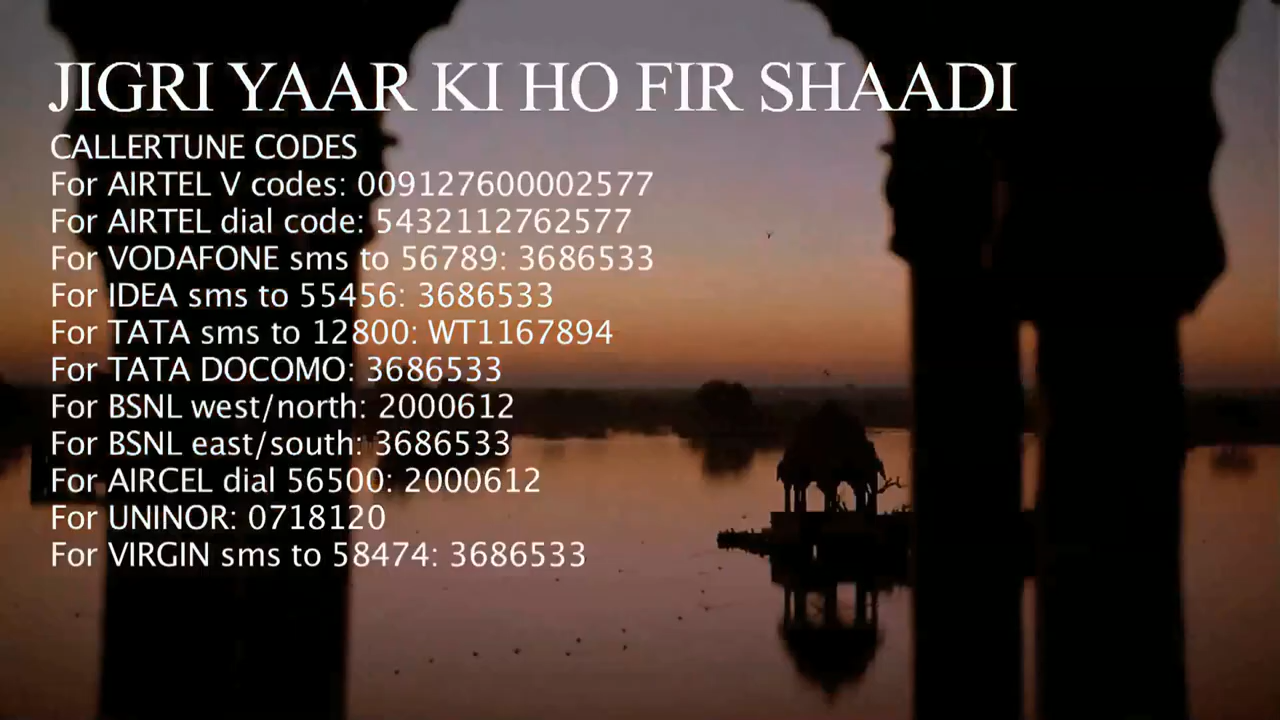 JIGRI YAAR KI HO FIR SHAADI
CALLERTUNE CODES
For AIRTEL V codes: 009127600002577
For AIRTEL dial code: 5432112762577
For VODAFONE sms to 56789: 3686533
For IDEA sms to 55456: 3686533
For TATA sms to 12800: WT1167894
For TATA DOCOMO: 3686533
For BSNL west/north: 2000612
For BSNL east/south: 3686533
For AIRCEL dial 56500: 2000612
For UNINOR: 0718120
For VIRGIN sms to 58474: 3686533